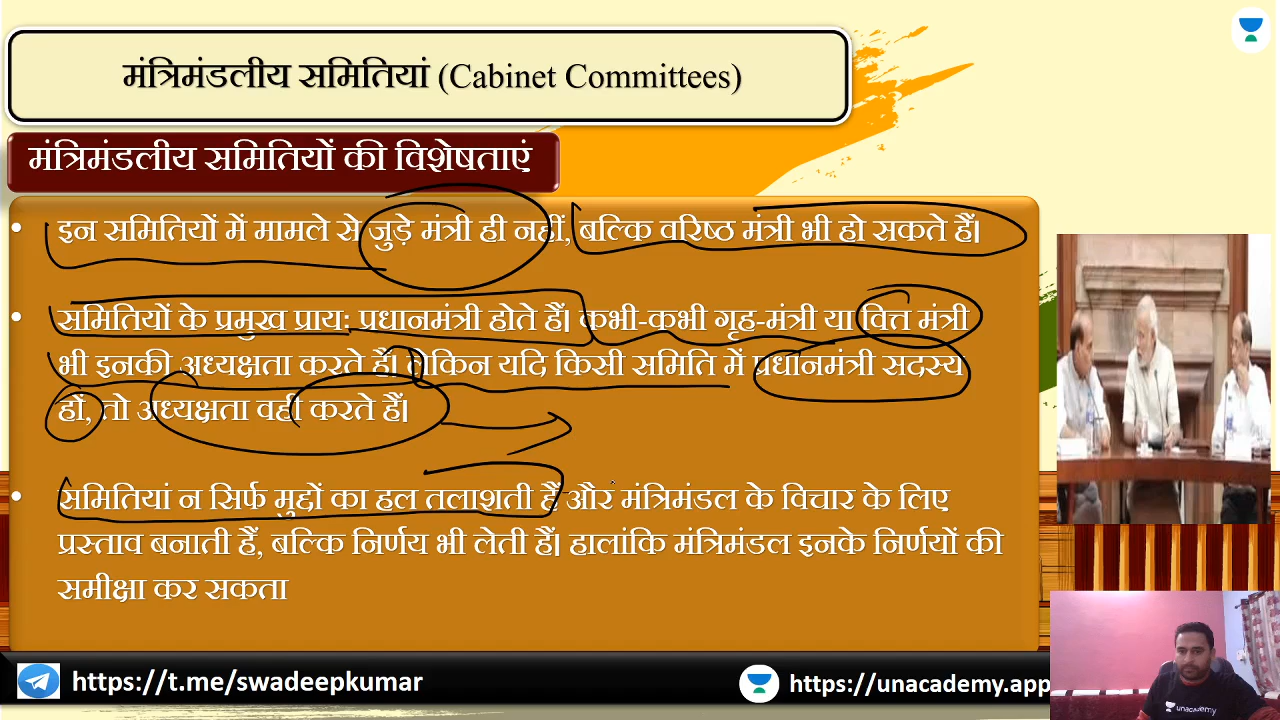 मंत्रिमंडलीय समितियां (Cabinet Committees)
मंत्रिमंडलीय समितियों की विशेषताएं
• इन समितियों में मामले से जुड़े मंत्री ही नहीं, बल्कि वरिष्ठ मंत्री भी हो सकते हैं।
• समितियों के प्रमुख प्रायः प्रधानमंत्री होते हैं। कभी-कभी गृह-मंत्री या वित्त मंत्री
भी इनकी अध्यक्षता करते हैं। लेकिन यदि किसी समिति में प्रधानमंत्री सदस्य
हों, तो अध्यक्षता वही करते हैं।
• समितियां न सिर्फ मुद्दों का हल तलाशती हैं और मंत्रिमंडल के विचार के लिए
प्रस्ताव बनाती हैं, बल्कि निर्णय भी लेती हैं। हालांकि मंत्रिमंडल इनके निर्णयों की
समीक्षा कर सकता
https://t.me/swadeepkumar
https://unacademy.app
unacademy